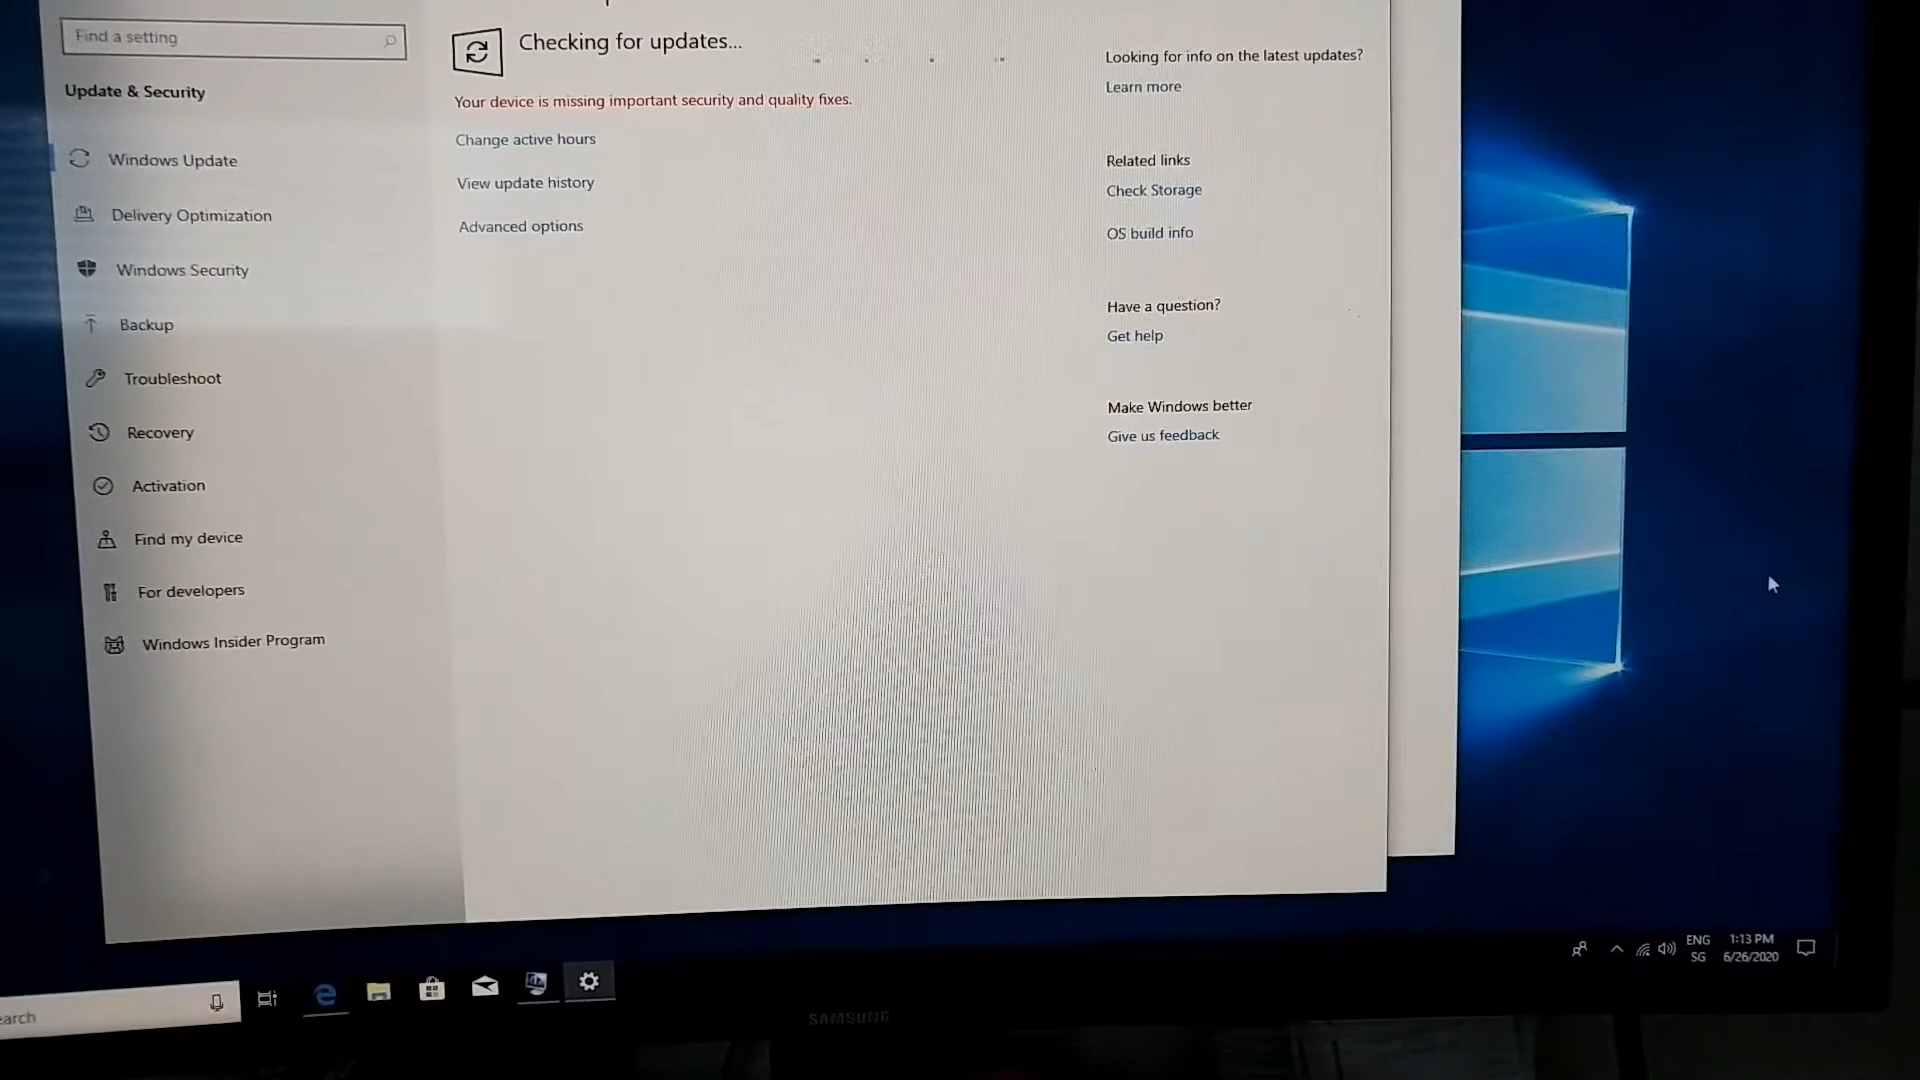 Find a setting
Update & Security
Windows Update
Delivery Optimization
Windows Security
Backup
Troubleshoot
Recovery
Activation
Find my device
For developers
Windows Insider Program
Checking for updates...
Your device is missing important security and quality fixes.
Change active hours
View update history
Advanced options
Looking for info on the latest updates?
Learn more
Related links
Check Storage
OS build info
Have a question?
Get help
Make Windows better
Give us feedback
earch
ENG
SG
1:13 PM
6/26/2020
SAMSUNG